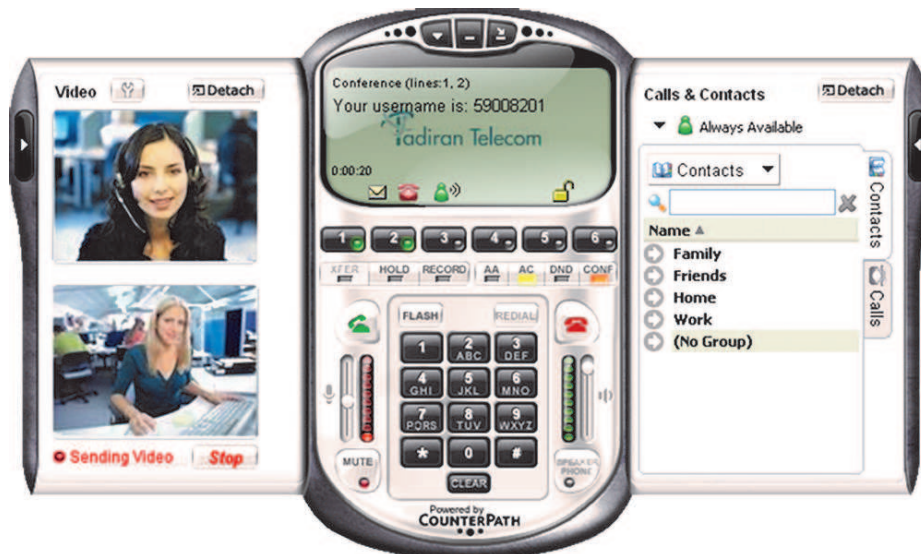 Video
Detach
Sending Video
Stop
Conference (lines:1, 2)
Your username is: 59008201
Tadiran Telecom
0:00:20
1 2 3 4 5 6
XFER HOLD RECORD AA AC DND CONF
FLASH REDIAL
1 2 ABC 3 DEF
4 GHI 5 JKL 6 MNO
7 PQRS 8 TUV 9 WXYZ
* 0 #
MUTE
SPEAKER
PHONE
CLEAR
Powered by
COUNTERPATH
Calls & Contacts
Detach
Always Available
Contacts
Name
Family
Friends
Home
Work
(No Group)
Contacts
Calls